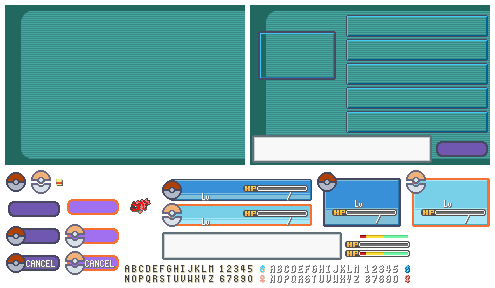 Lv HP /
Lv HP /
Lv HP /
Lv HP /
HP
HP
CANCEL CANCEL
ABCDEFGHIJKLM 12345 ♂ ABCDEFGHIJKLM 12345 ♂
NOPQRSTUVWXYZ 67890 ♀ NOPQRSTUVWXYZ 67890 ♀